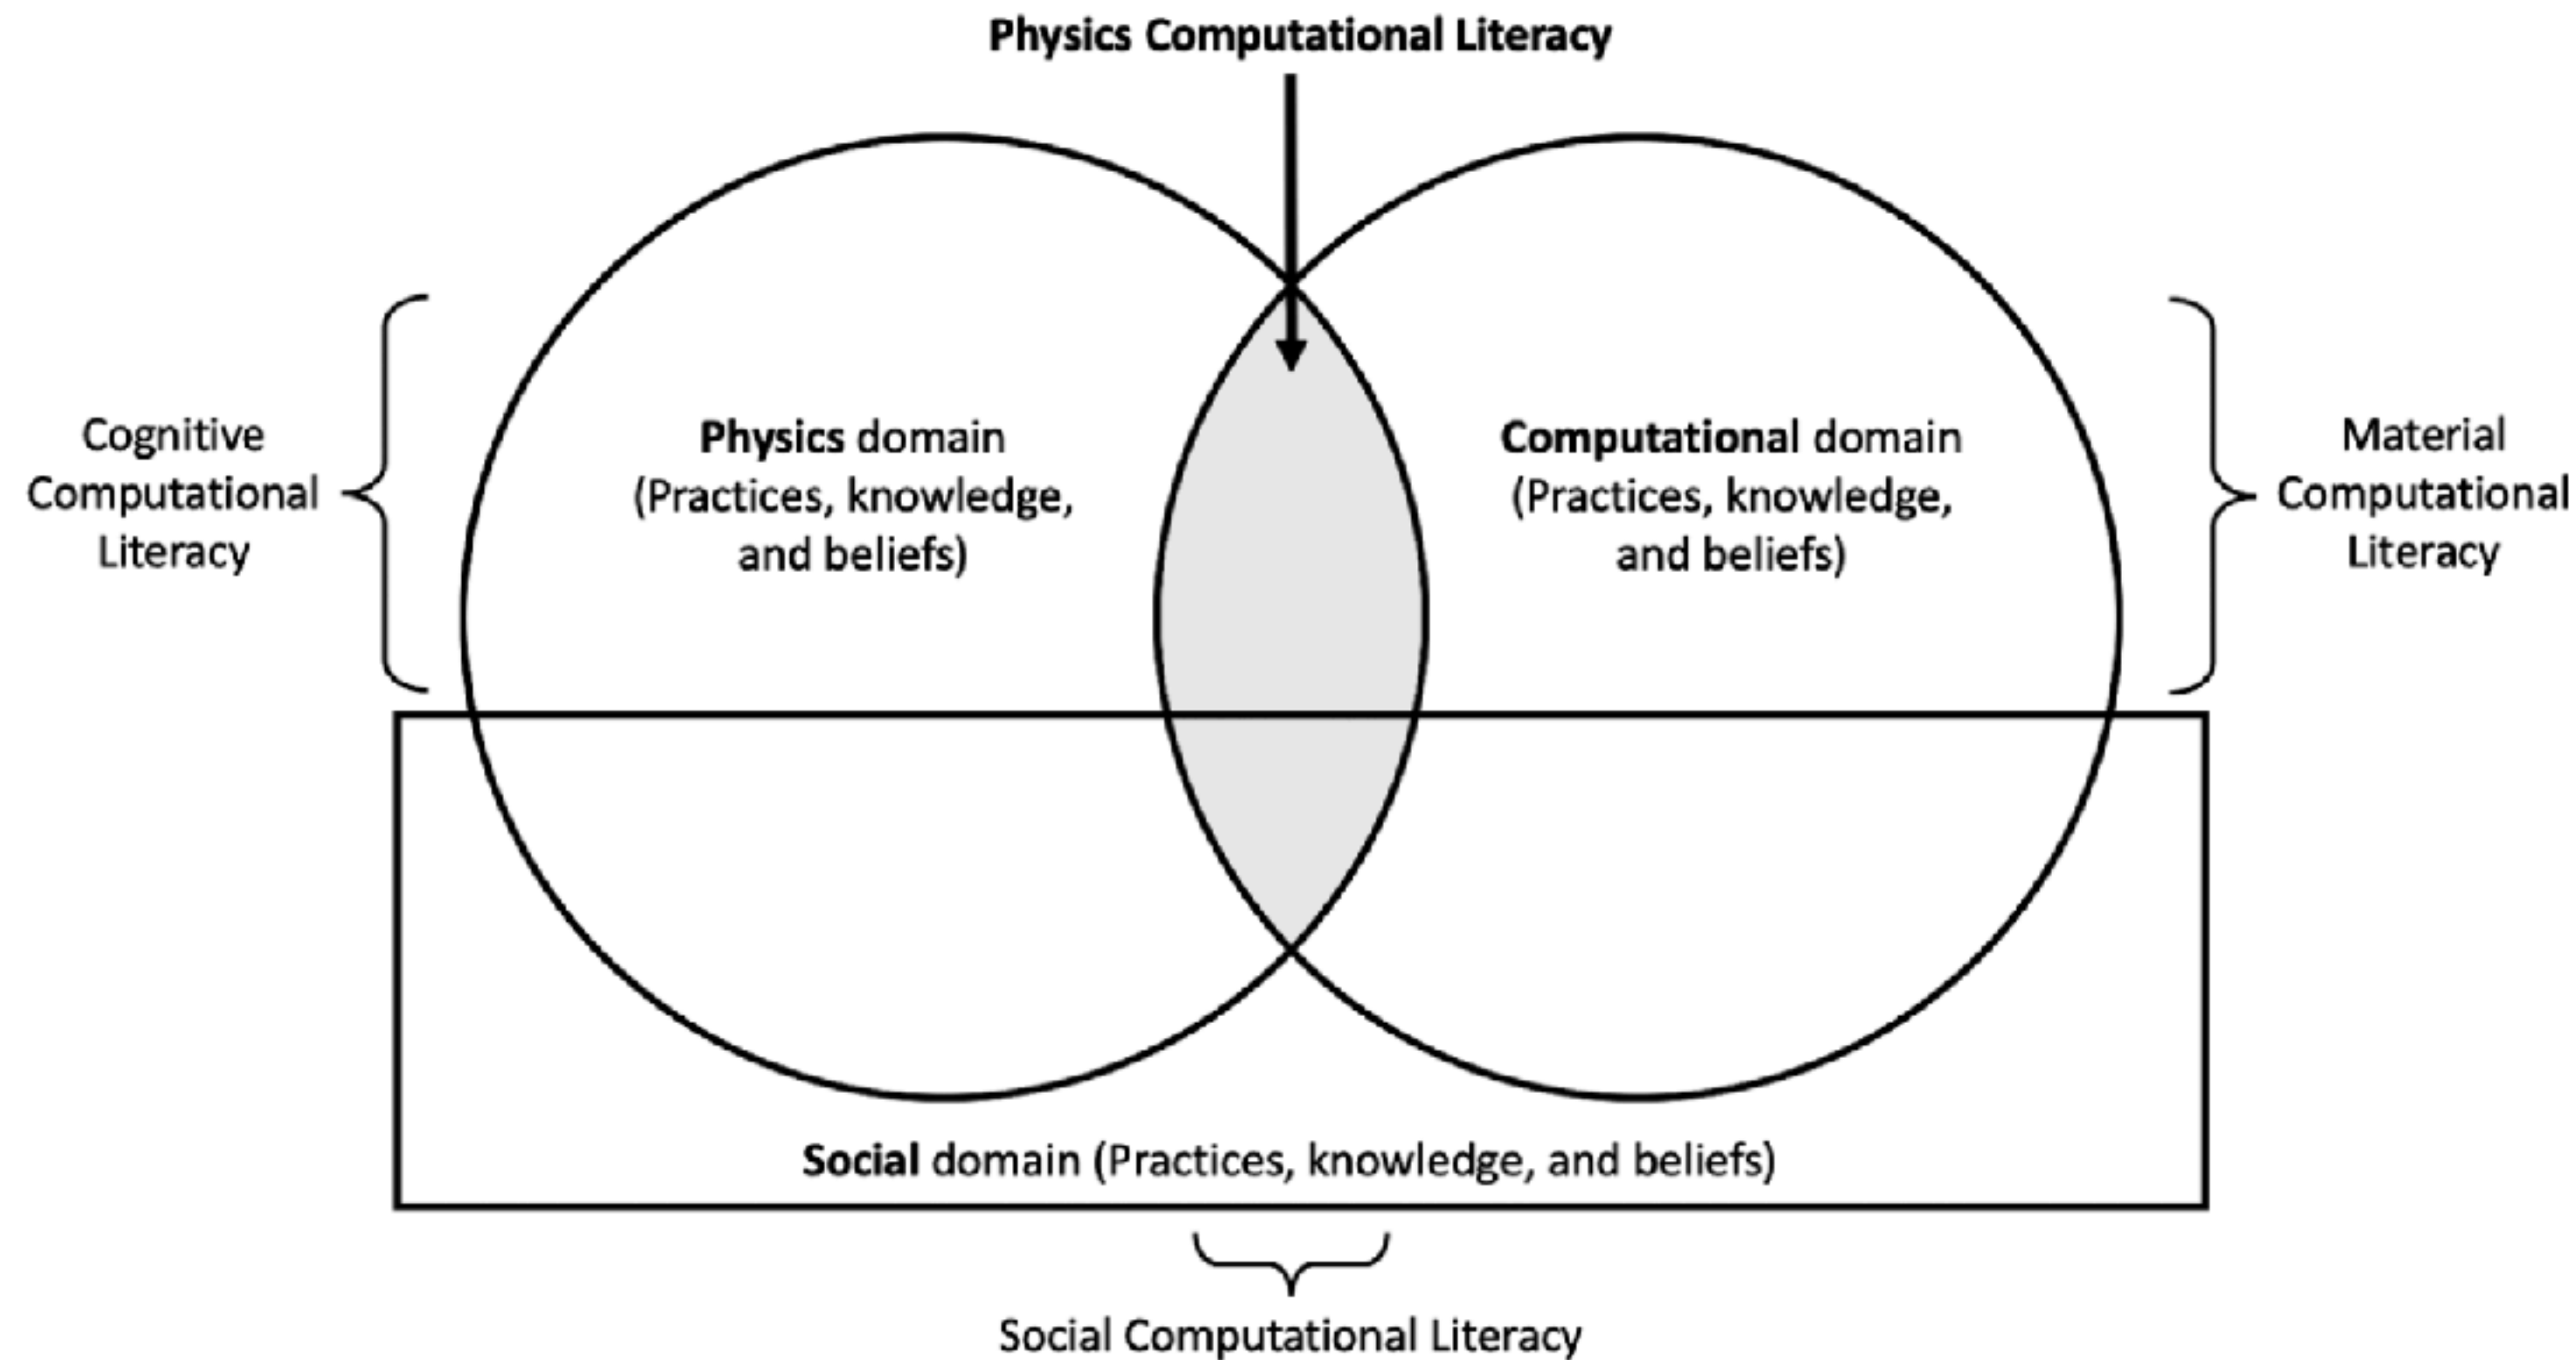 Physics Computational Literacy
Cognitive
Computational
Literacy
Physics domain
(Practices, knowledge,
and beliefs)
Computational domain
(Practices, knowledge,
and beliefs)
Material
Computational
Literacy
Social domain (Practices, knowledge, and beliefs)
Social Computational Literacy